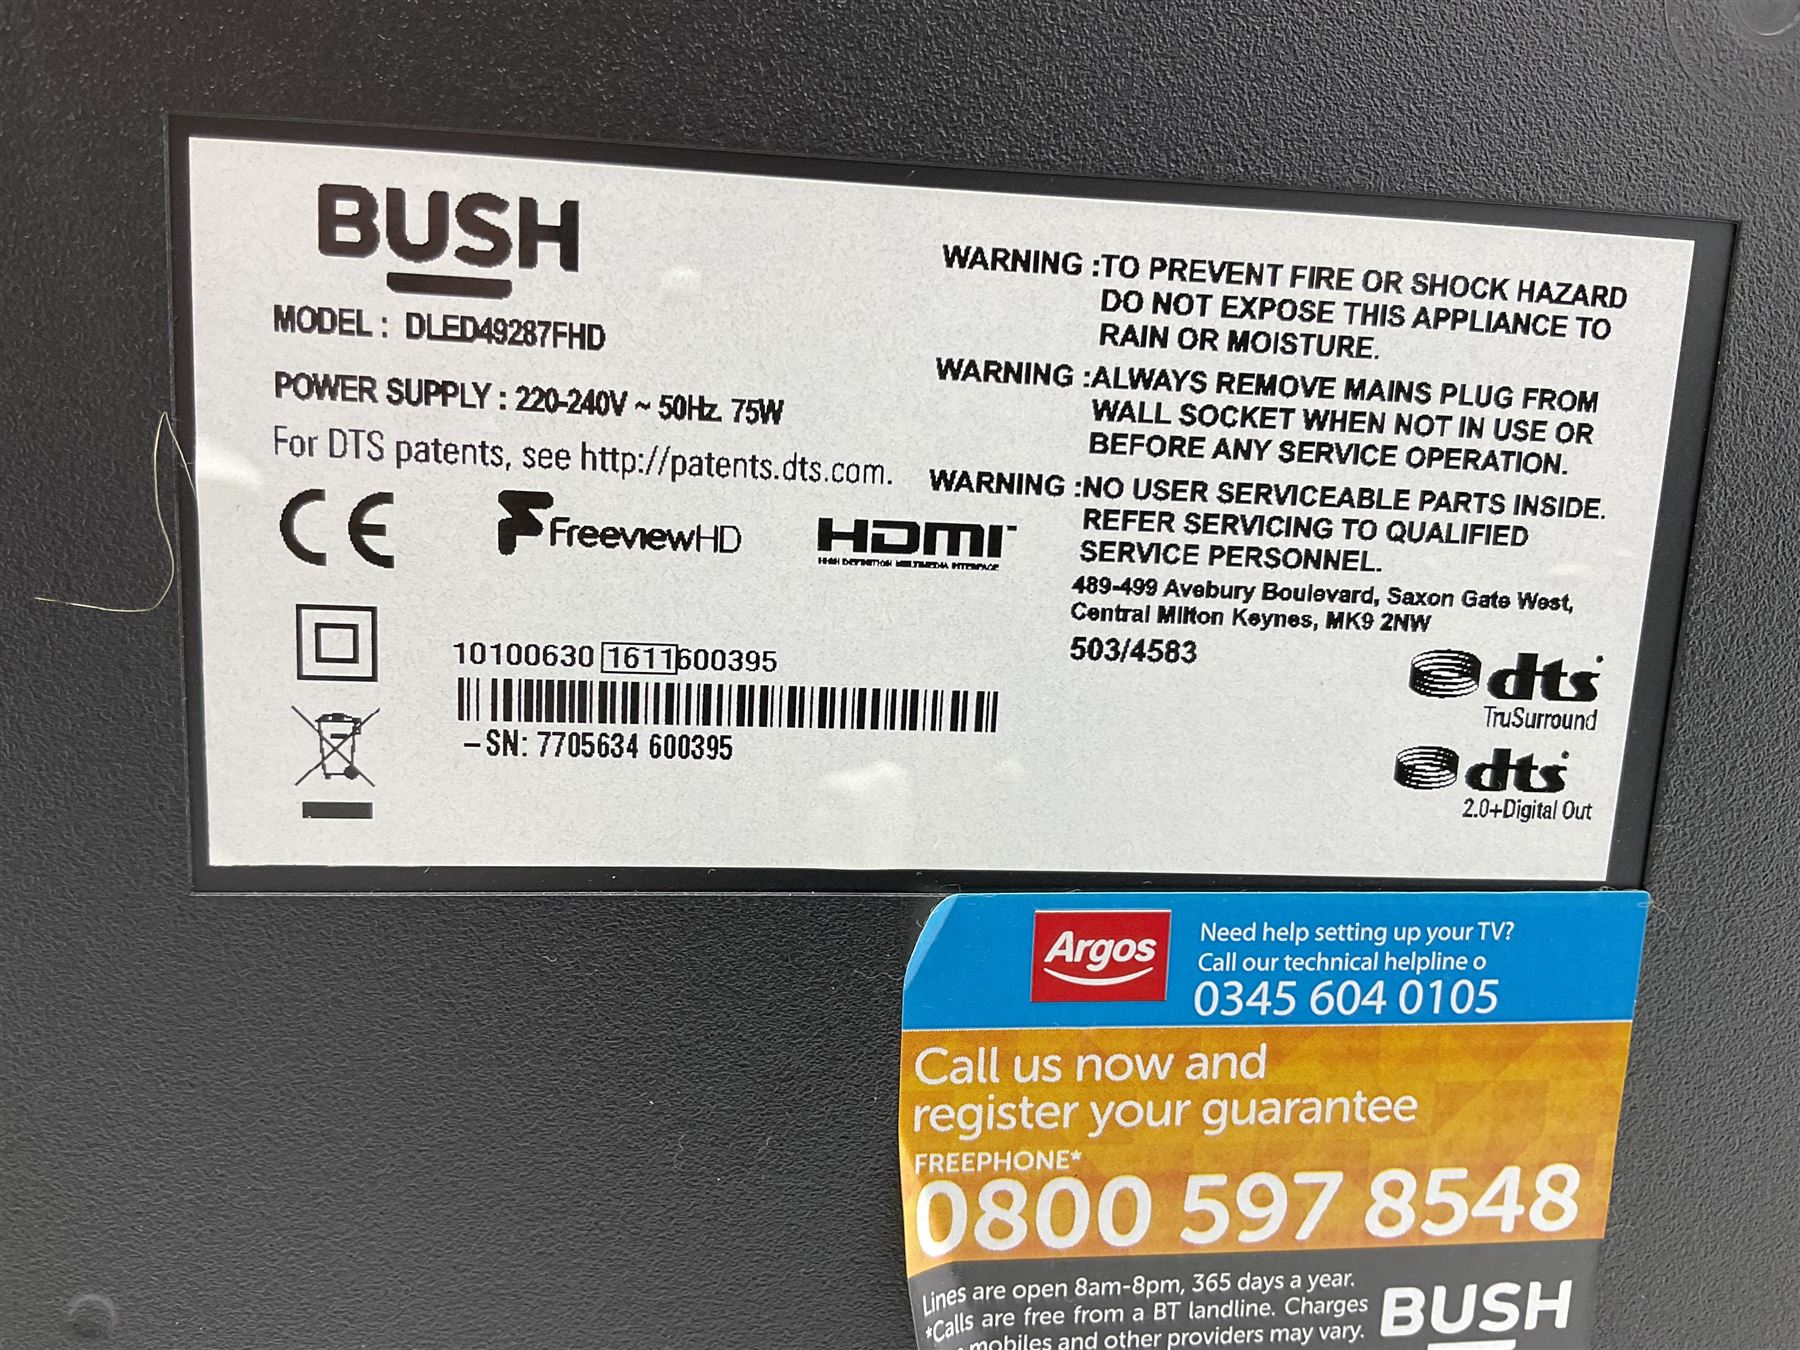 BUSH
MODEL : DLED49287FHD
POWER SUPPLY : 220-240V ~ 50Hz 75W
For DTS patents, see http://patents.dts.com.
CE
FreeviewHD
HDMI
HIGH DEFINITION MULTIMEDIA INTERFACE
10100630 1611 600395
–SN: 7705634 600395
WARNING :TO PREVENT FIRE OR SHOCK HAZARD
DO NOT EXPOSE THIS APPLIANCE TO
RAIN OR MOISTURE.
WARNING :ALWAYS REMOVE MAINS PLUG FROM
WALL SOCKET WHEN NOT IN USE OR
BEFORE ANY SERVICE OPERATION.
WARNING :NO USER SERVICEABLE PARTS INSIDE.
REFER SERVICING TO QUALIFIED
SERVICE PERSONNEL.
489-499 Avebury Boulevard, Saxon Gate West,
Central Milton Keynes, MK9 2NW
503/4583
dts
TruSurround
dts
2.0+Digital Out
Argos
Need help setting up your TV?
Call our technical helpline o
0345 604 0105
Call us now and
register your guarantee
FREEPHONE*
0800 597 8548
Lines are open 8am-8pm, 365 days a year.
*Calls are free from a BT landline. Charges
mobiles and other providers may vary.
BUSH